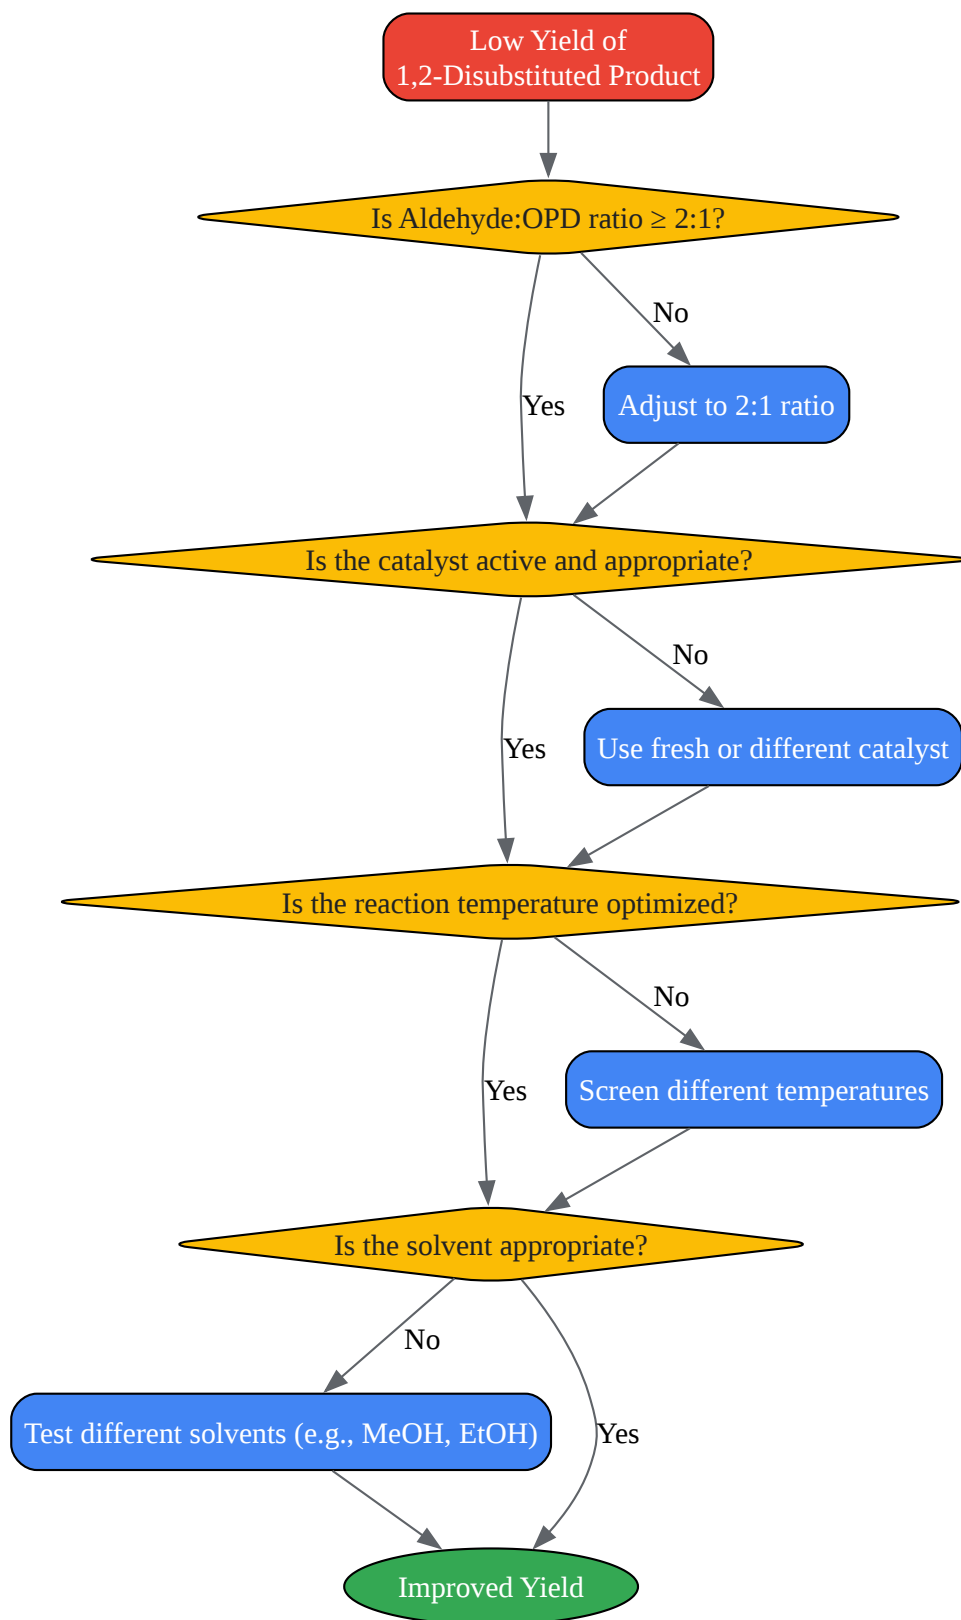 Low Yield of
1,2-Disubstituted Product
Is Aldehyde:OPD ratio ≥ 2:1?
No
Yes
Adjust to 2:1 ratio
Is the catalyst active and appropriate?
No
Yes
Use fresh or different catalyst
Is the reaction temperature optimized?
No
Yes
Screen different temperatures
Is the solvent appropriate?
No
Test different solvents (e.g., MeOH, EtOH)
Yes
Improved Yield